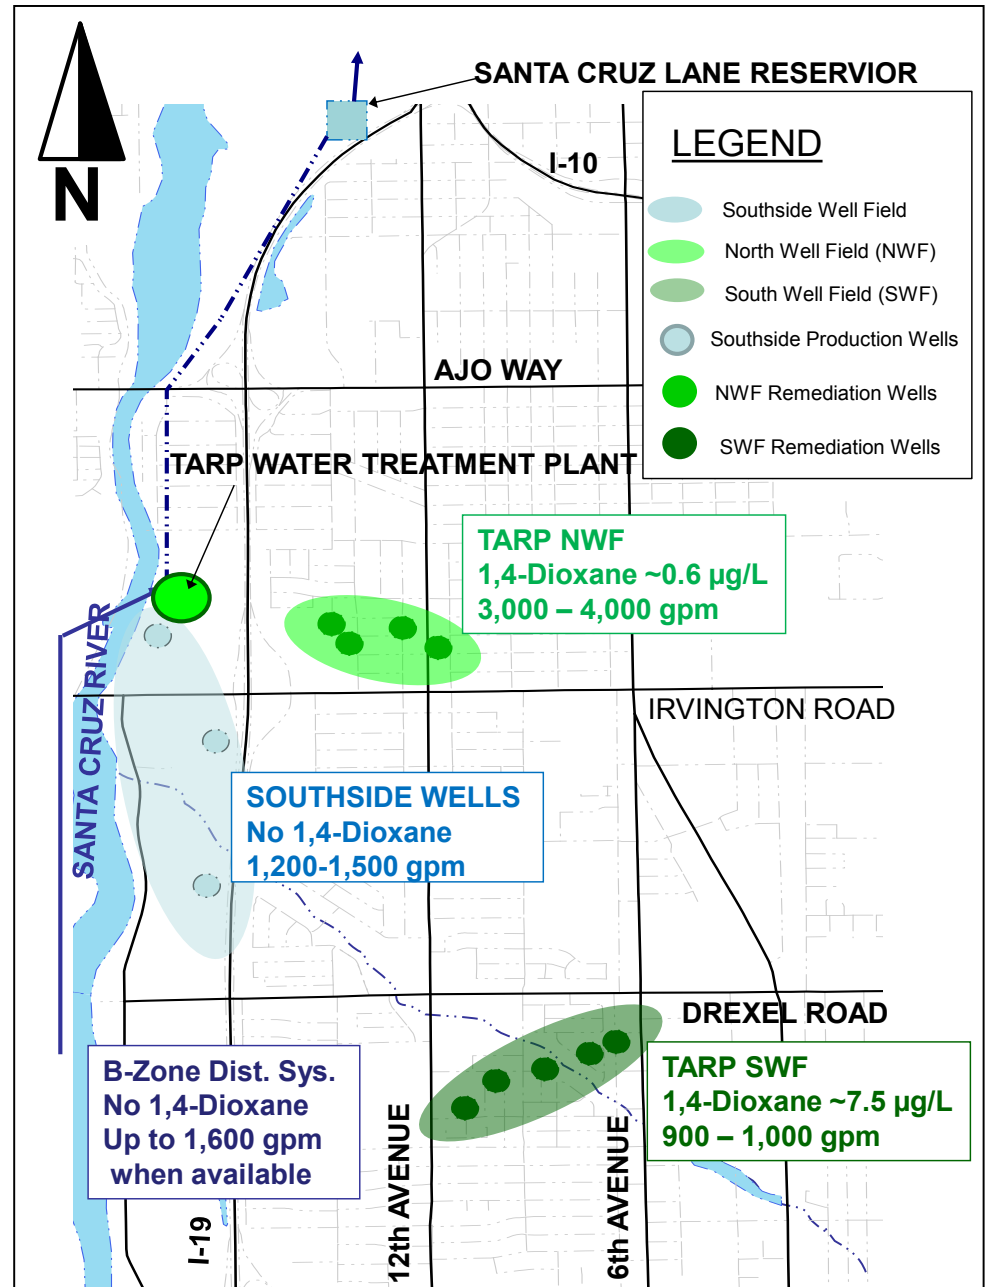 SANTA CRUZ LANE RESERVIOR
N
I-10
LEGEND
Southside Well Field
North Well Field (NWF)
South Well Field (SWF)
Southside Production Wells
NWF Remediation Wells
SWF Remediation Wells
AJO WAY
TARP WATER TREATMENT PLANT
TARP NWF
1,4-Dioxane ~0.6 µg/L
3,000 – 4,000 gpm
SANTA CRUZ RIVER
IRVINGTON ROAD
SOUTHSIDE WELLS
No 1,4-Dioxane
1,200-1,500 gpm
DREXEL ROAD
B-Zone Dist. Sys.
No 1,4-Dioxane
Up to 1,600 gpm
when available
TARP SWF
1,4-Dioxane ~7.5 µg/L
900 – 1,000 gpm
I-19
12th AVENUE
6th AVENUE